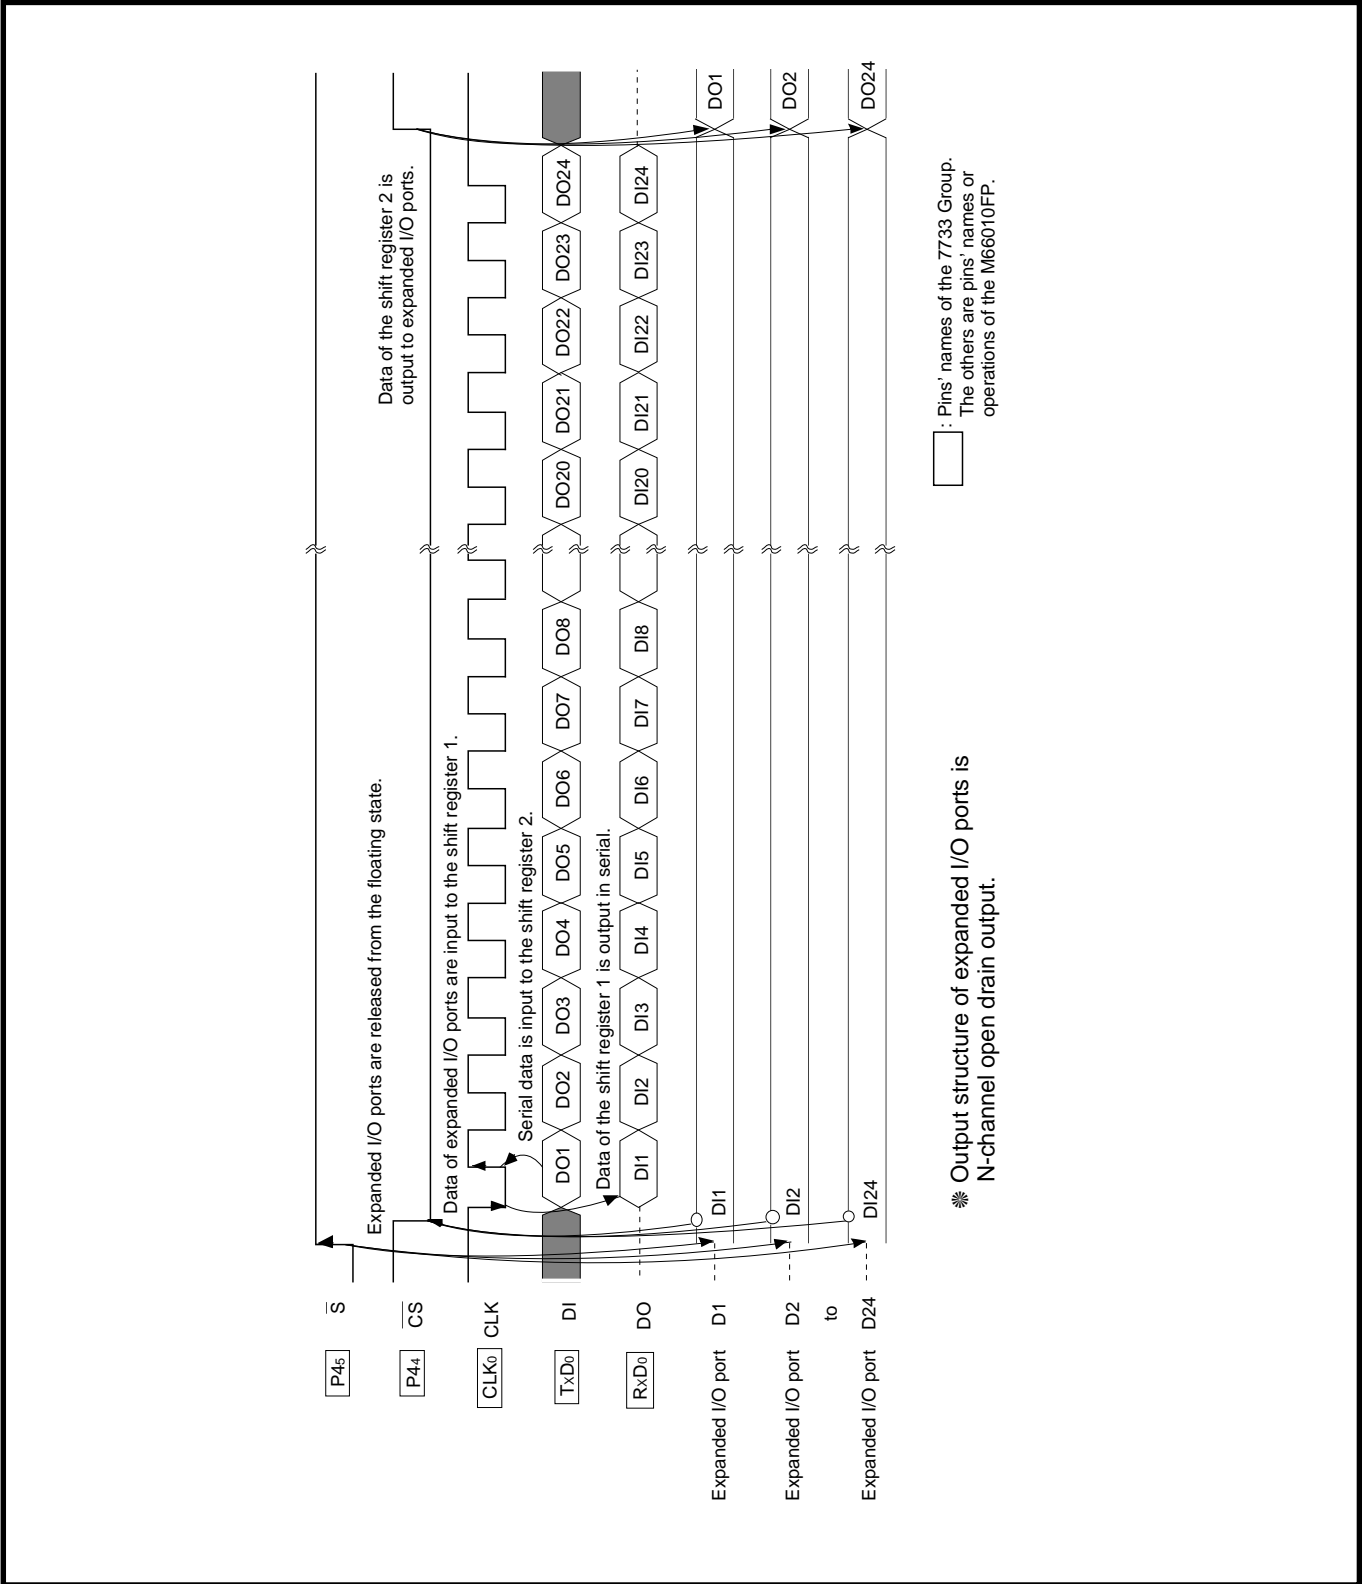 P45 S
Expanded I/O ports are released from the floating state.
P44 CS
Data of expanded I/O ports are input to the shift register 1.
Data of the shift register 2 is
output to expanded I/O ports.
CLK0 CLK
Serial data is input to the shift register 2.
TxD0 DI DO1 DO2 DO3 DO4 DO5 DO6 DO7 DO8 DO20 DO21 DO22 DO23 DO24
Data of the shift register 1 is output in serial.
RxD0 DO DI1 DI2 DI3 DI4 DI5 DI6 DI7 DI8 DI20 DI21 DI22 DI23 DI24
Expanded I/O port D1 DI1 DO1
Expanded I/O port D2 DI2 DO2
to
Expanded I/O port D24 DI24 DO24
: Pins’ names of the 7733 Group.
The others are pins’ names or
operations of the M66010FP.
❋ Output structure of expanded I/O ports is
N-channel open drain output.